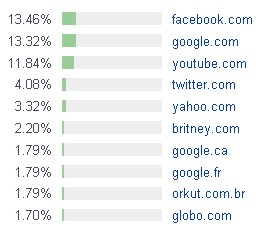 13.46% facebook.com
13.32% google.com
11.84% youtube.com
4.08% twitter.com
3.32% yahoo.com
2.20% britney.com
1.79% google.ca
1.79% google.fr
1.79% orkut.com.br
1.70% globo.com